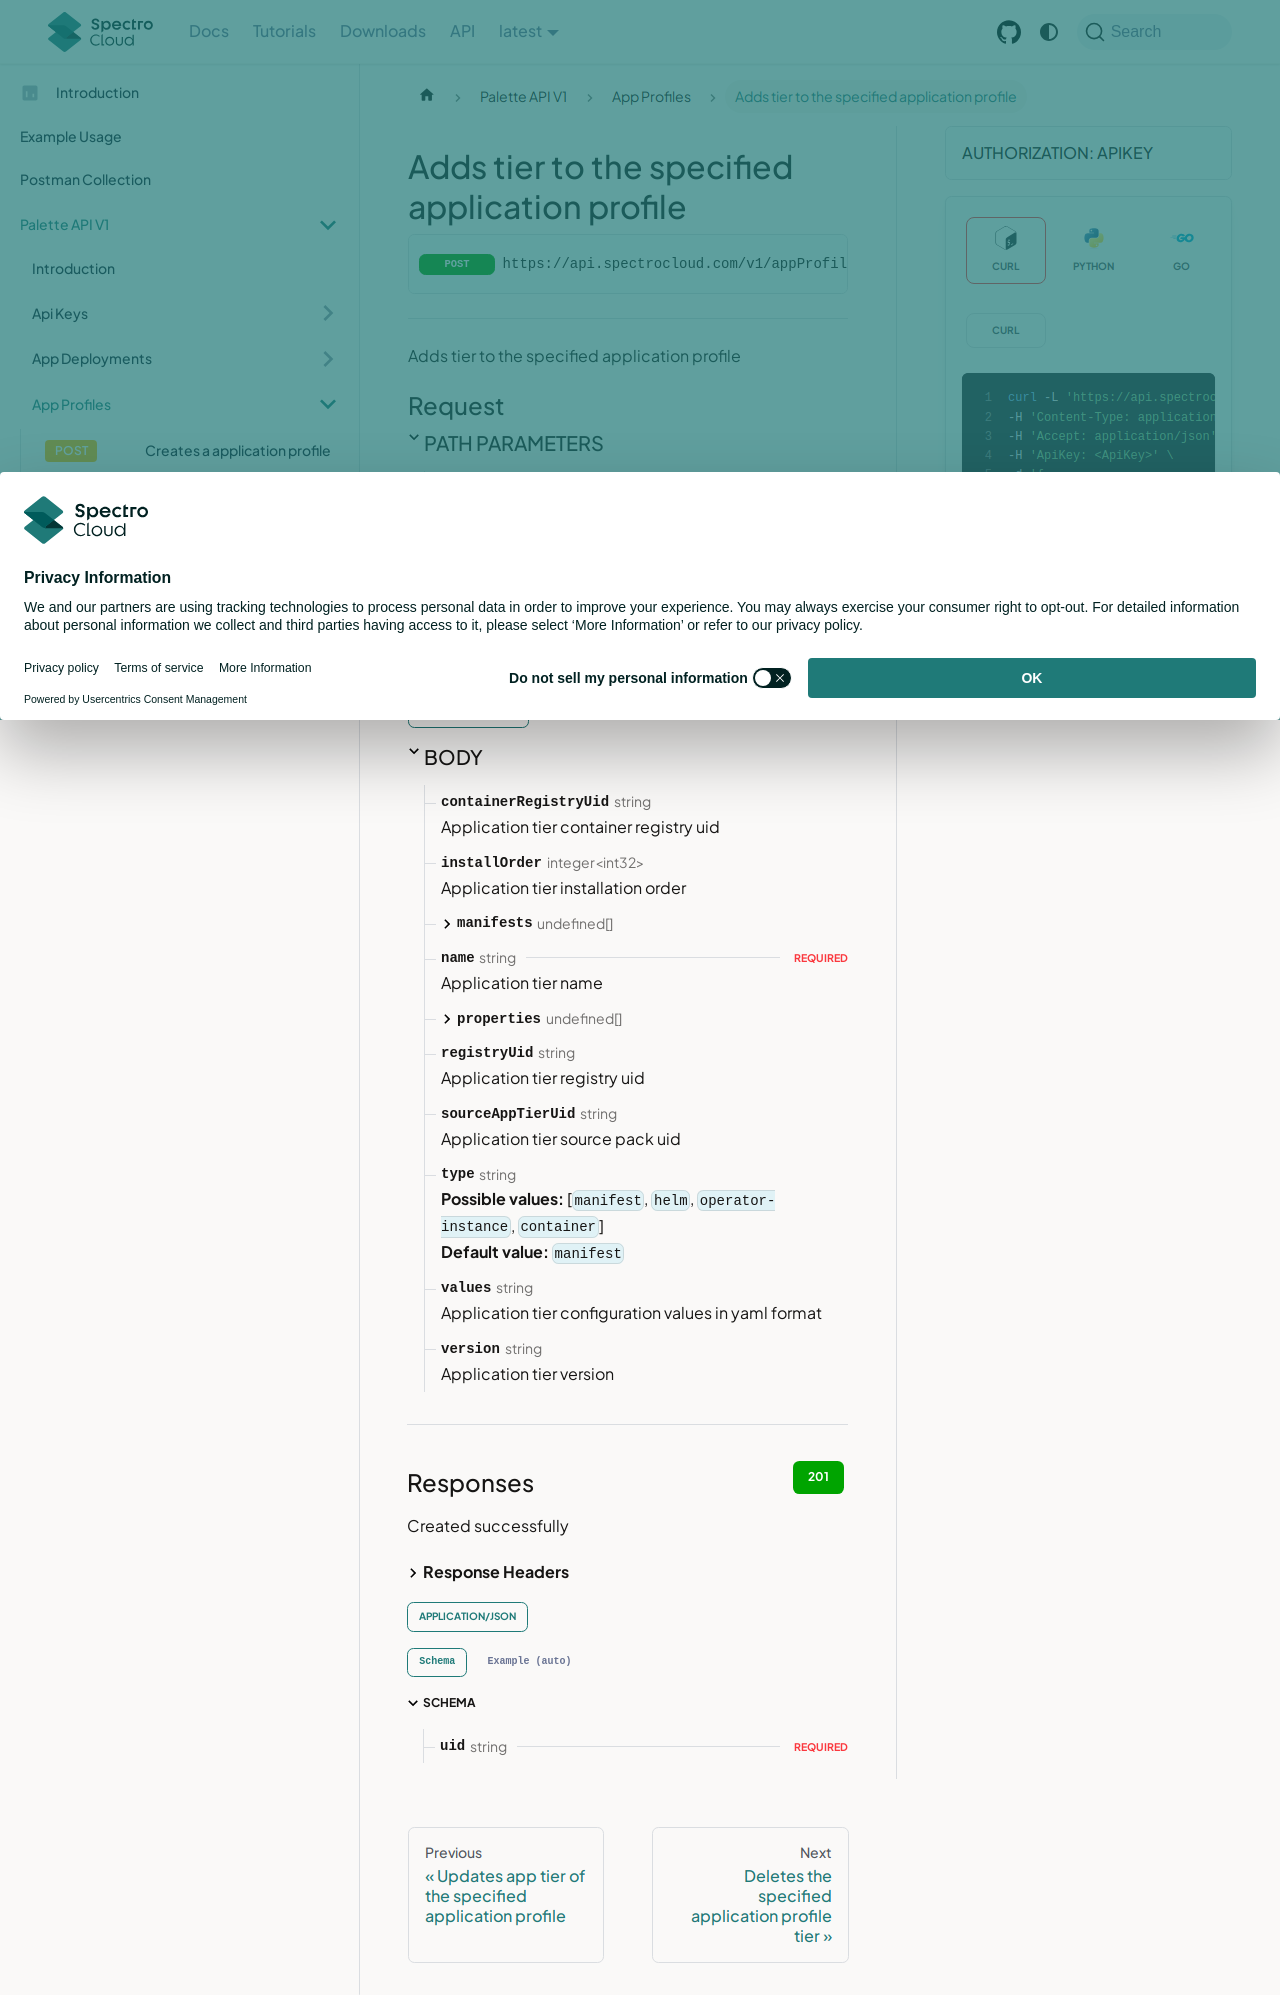 Spectro
Cloud
Docs
Tutorials
Downloads
API
latest
Search
Introduction
Example Usage
Postman Collection
Palette API V1
Introduction
Api Keys
App Deployments
App Profiles
POST
Creates a application profile
Palette API V1
App Profiles
Adds tier to the specified application profile
Adds tier to the specified
application profile
POST
https://api.spectrocloud.com/v1/appProfil
Adds tier to the specified application profile
Request
PATH PARAMETERS
AUTHORIZATION: APIKEY
CURL
PYTHON
GO
CURL
1 curl -L 'https://api.spectroc
2 -H 'Content-Type: application
3 -H 'Accept: application/json'
4 -H 'ApiKey: <ApiKey>' \
Spectro
Cloud
Privacy Information
We and our partners are using tracking technologies to process personal data in order to improve your experience. You may always exercise your consumer right to opt-out. For detailed information
about personal information we collect and third parties having access to it, please select ‘More Information’ or refer to our privacy policy.
Privacy policy
Terms of service
More Information
Powered by Usercentrics Consent Management
Do not sell my personal information
OK
BODY
containerRegistryUid string
Application tier container registry uid
installOrder integer<int32>
Application tier installation order
manifests undefined[]
name string
REQUIRED
Application tier name
properties undefined[]
registryUid string
Application tier registry uid
sourceAppTierUid string
Application tier source pack uid
type string
Possible values: [manifest, helm, operator-
instance, container]
Default value: manifest
values string
Application tier configuration values in yaml format
version string
Application tier version
Responses
201
Created successfully
Response Headers
APPLICATION/JSON
Schema
Example (auto)
SCHEMA
uid string
REQUIRED
Previous
« Updates app tier of
the specified
application profile
Next
Deletes the
specified
application profile
tier »